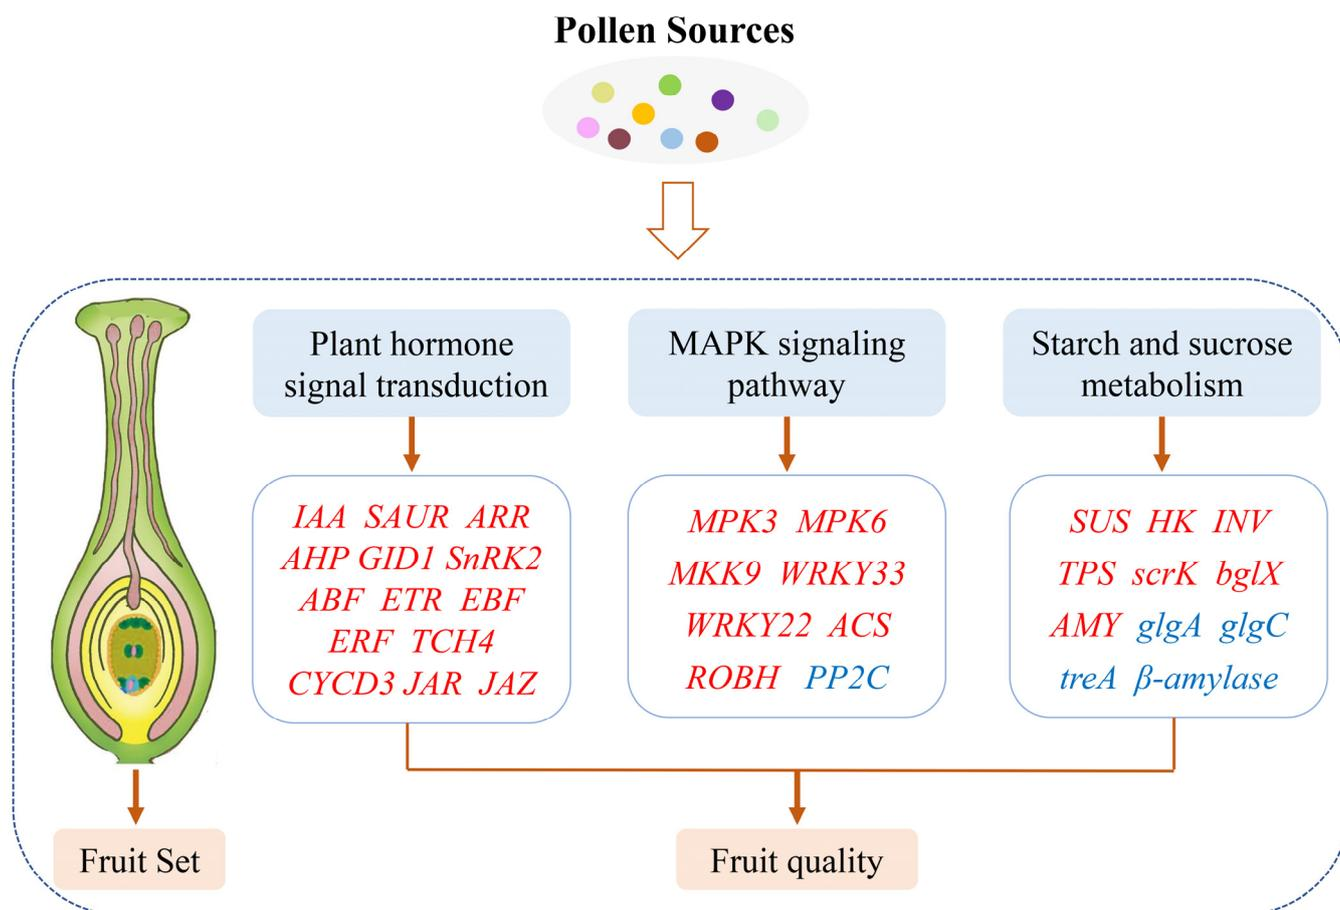 Pollen Sources
Plant hormone
signal transduction
IAA SAUR ARR
AHP GID1 SnRK2
ABF ETR EBF
ERF TCH4
CYCD3 JAR JAZ
MAPK signaling
pathway
MPK3 MPK6
MKK9 WRKY33
WRKY22 ACS
ROBH PP2C
Starch and sucrose
metabolism
SUS HK INV
TPS scrK bglX
AMY glgA glgC
treA β-amylase
Fruit Set
Fruit quality